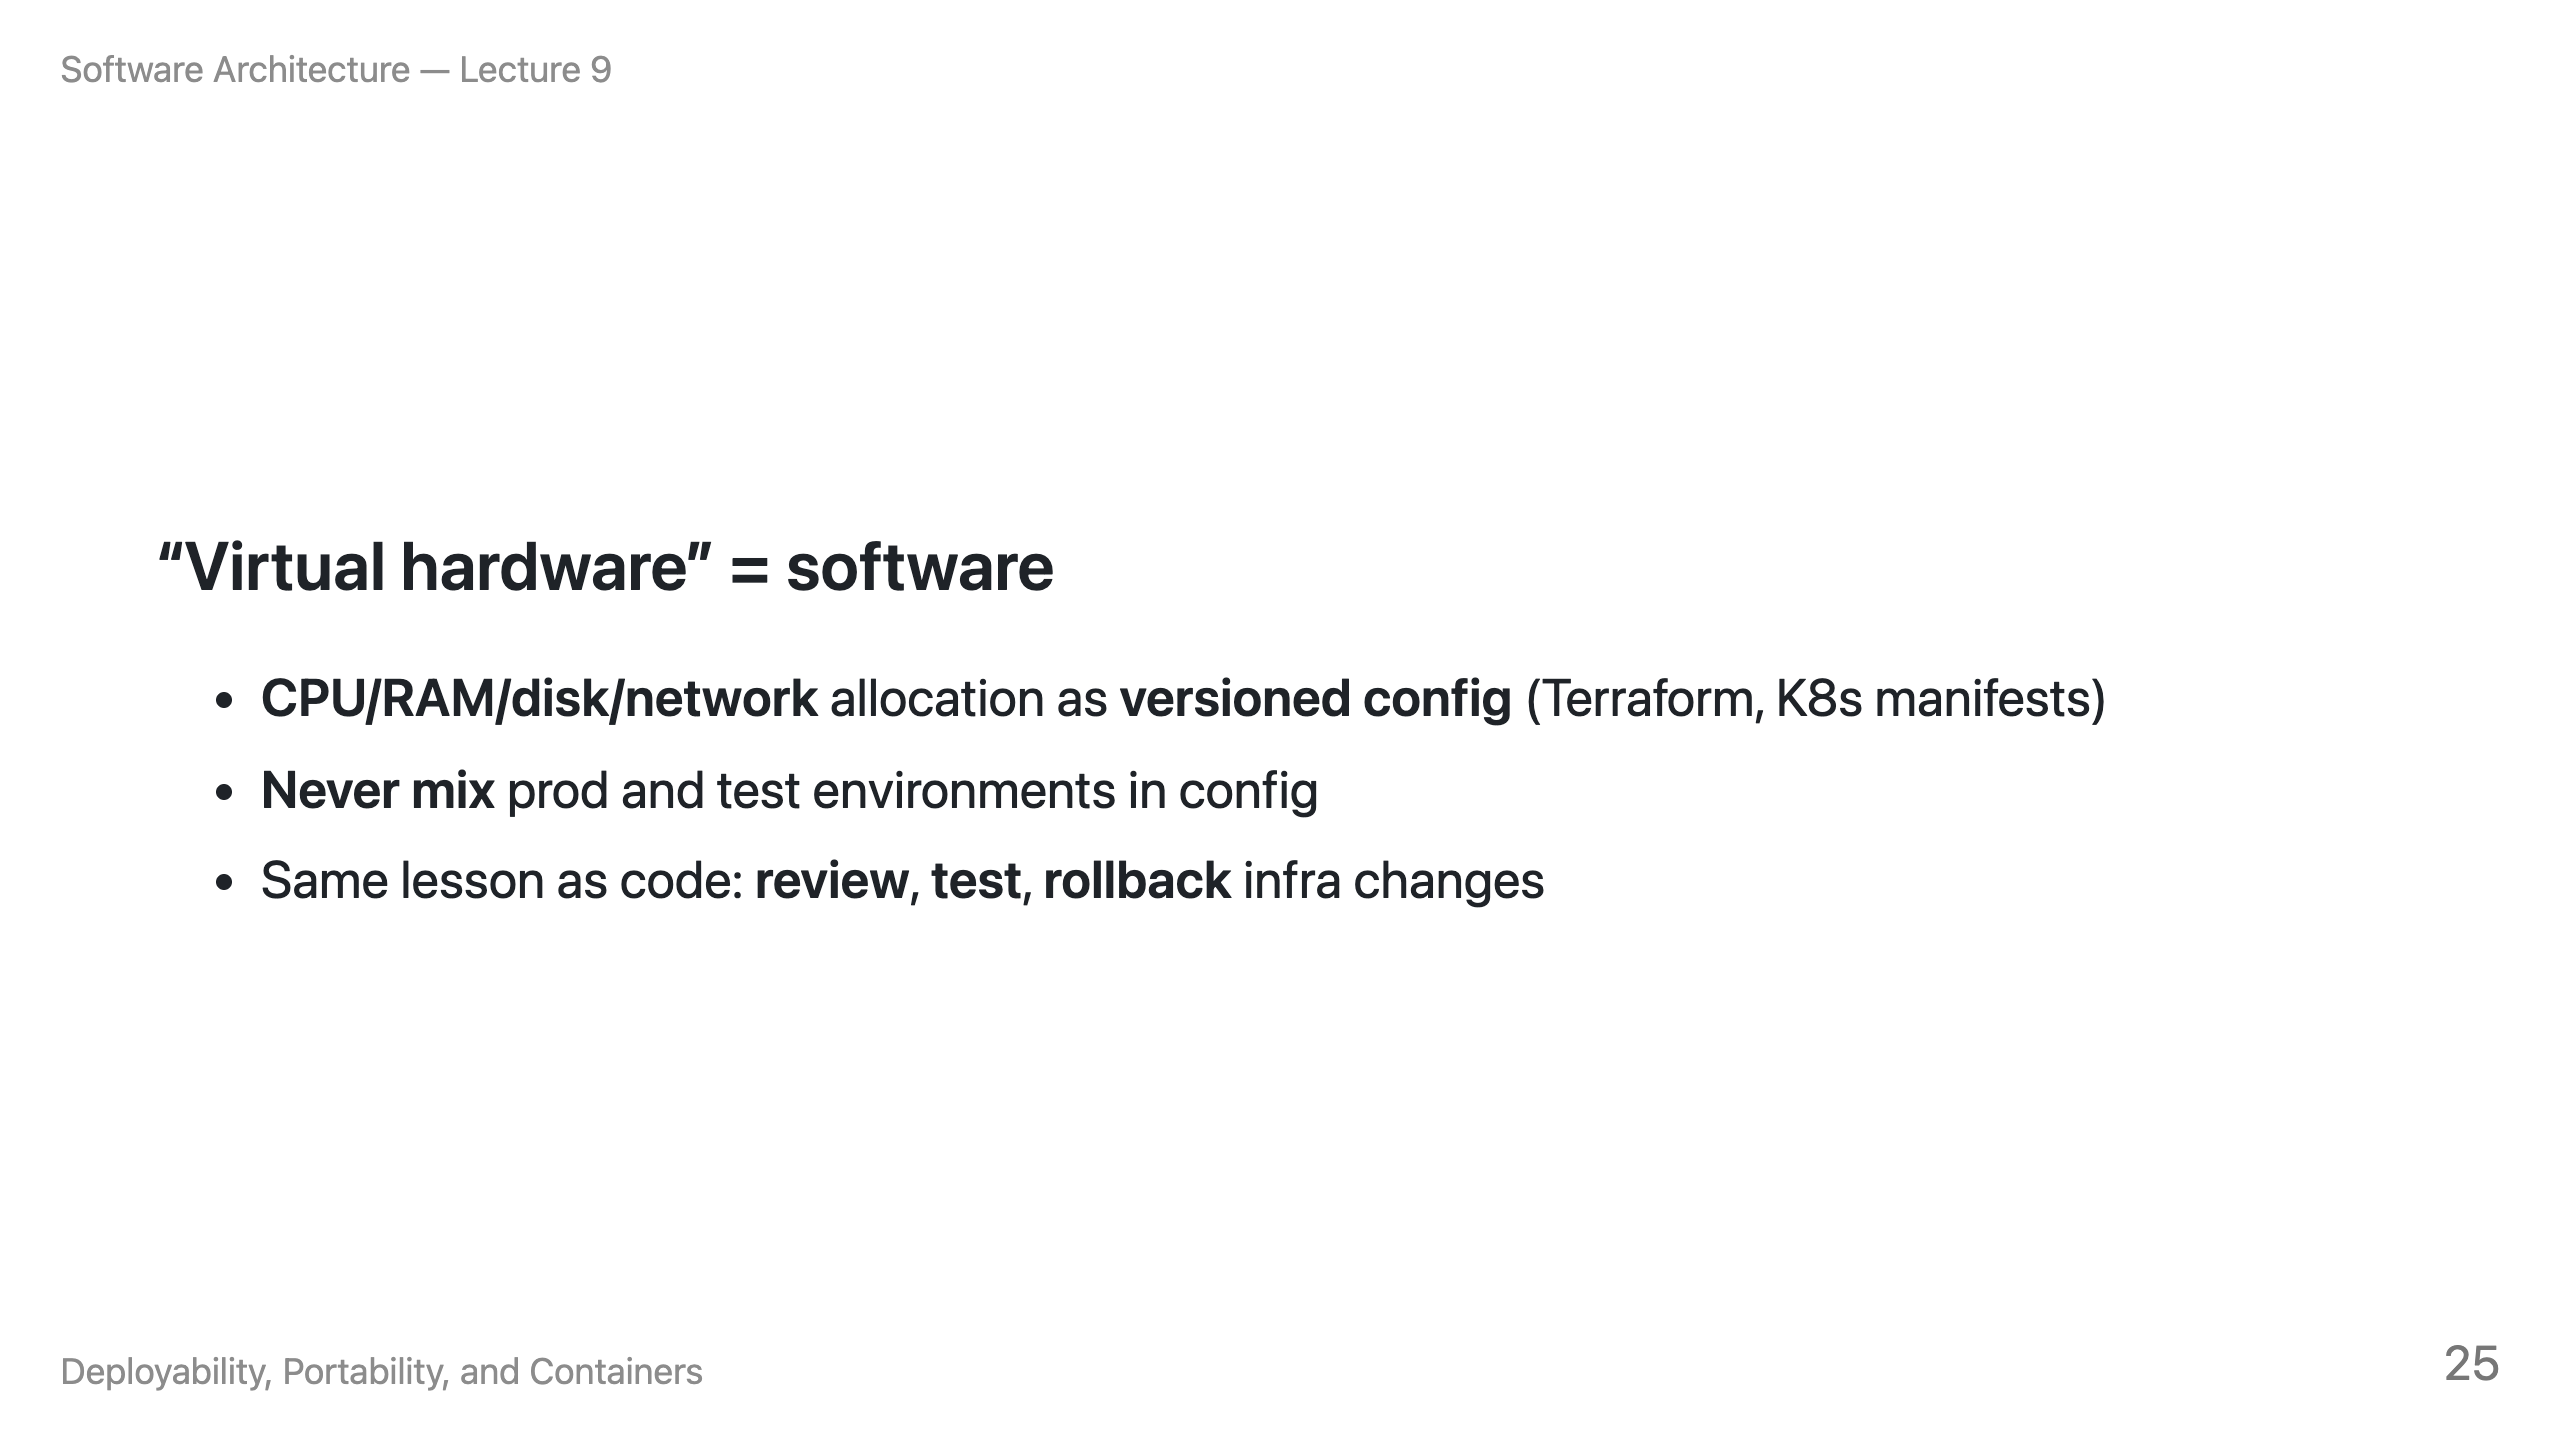 Software Architecture — Lecture 9
“Virtual hardware” = software
• CPU/RAM/disk/network allocation as versioned config (Terraform, K8s manifests)
• Never mix prod and test environments in config
• Same lesson as code: review, test, rollback infra changes
Deployability, Portability, and Containers
25